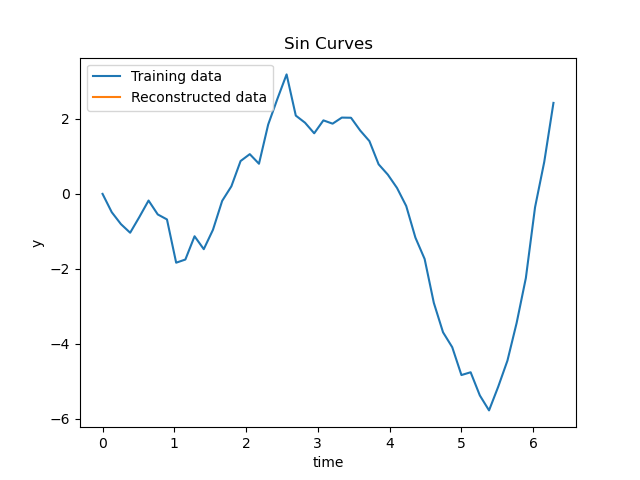 Sin Curves
Training data
Reconstructed data
2
0
−2
−4
−6
y
0 1 2 3 4 5 6
time